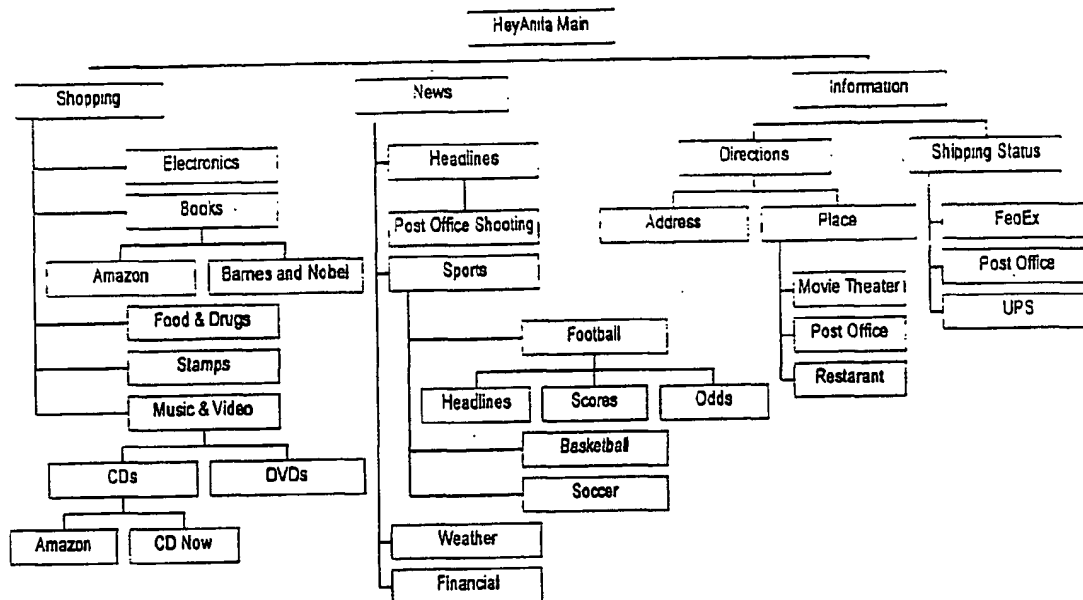 HeyAnita Main
Shopping
News
Information
Electronics
Books
Amazon
Barnes and Nobel
Food & Drugs
Stamps
Music & Video
CDs
DVDs
Amazon
CD Now
Headlines
Post Office Shooting
Sports
Football
Headlines
Scores
Odds
Basketball
Soccer
Weather
Financial
Directions
Address
Place
Movie Theater
Post Office
Restarant
Shipping Status
FedEx
Post Office
UPS